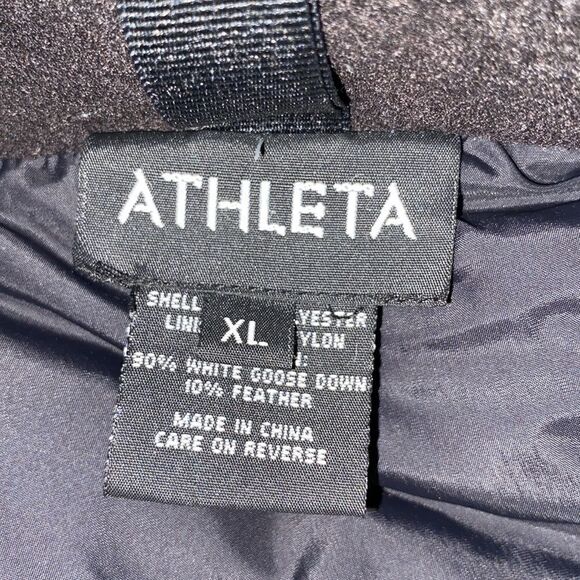 ATHLETA
SHELL
XL
90% WHITE GOOSE DOWN
10% FEATHER
MADE IN CHINA
CARE ON REVERSE